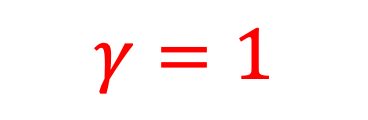 γ = 1